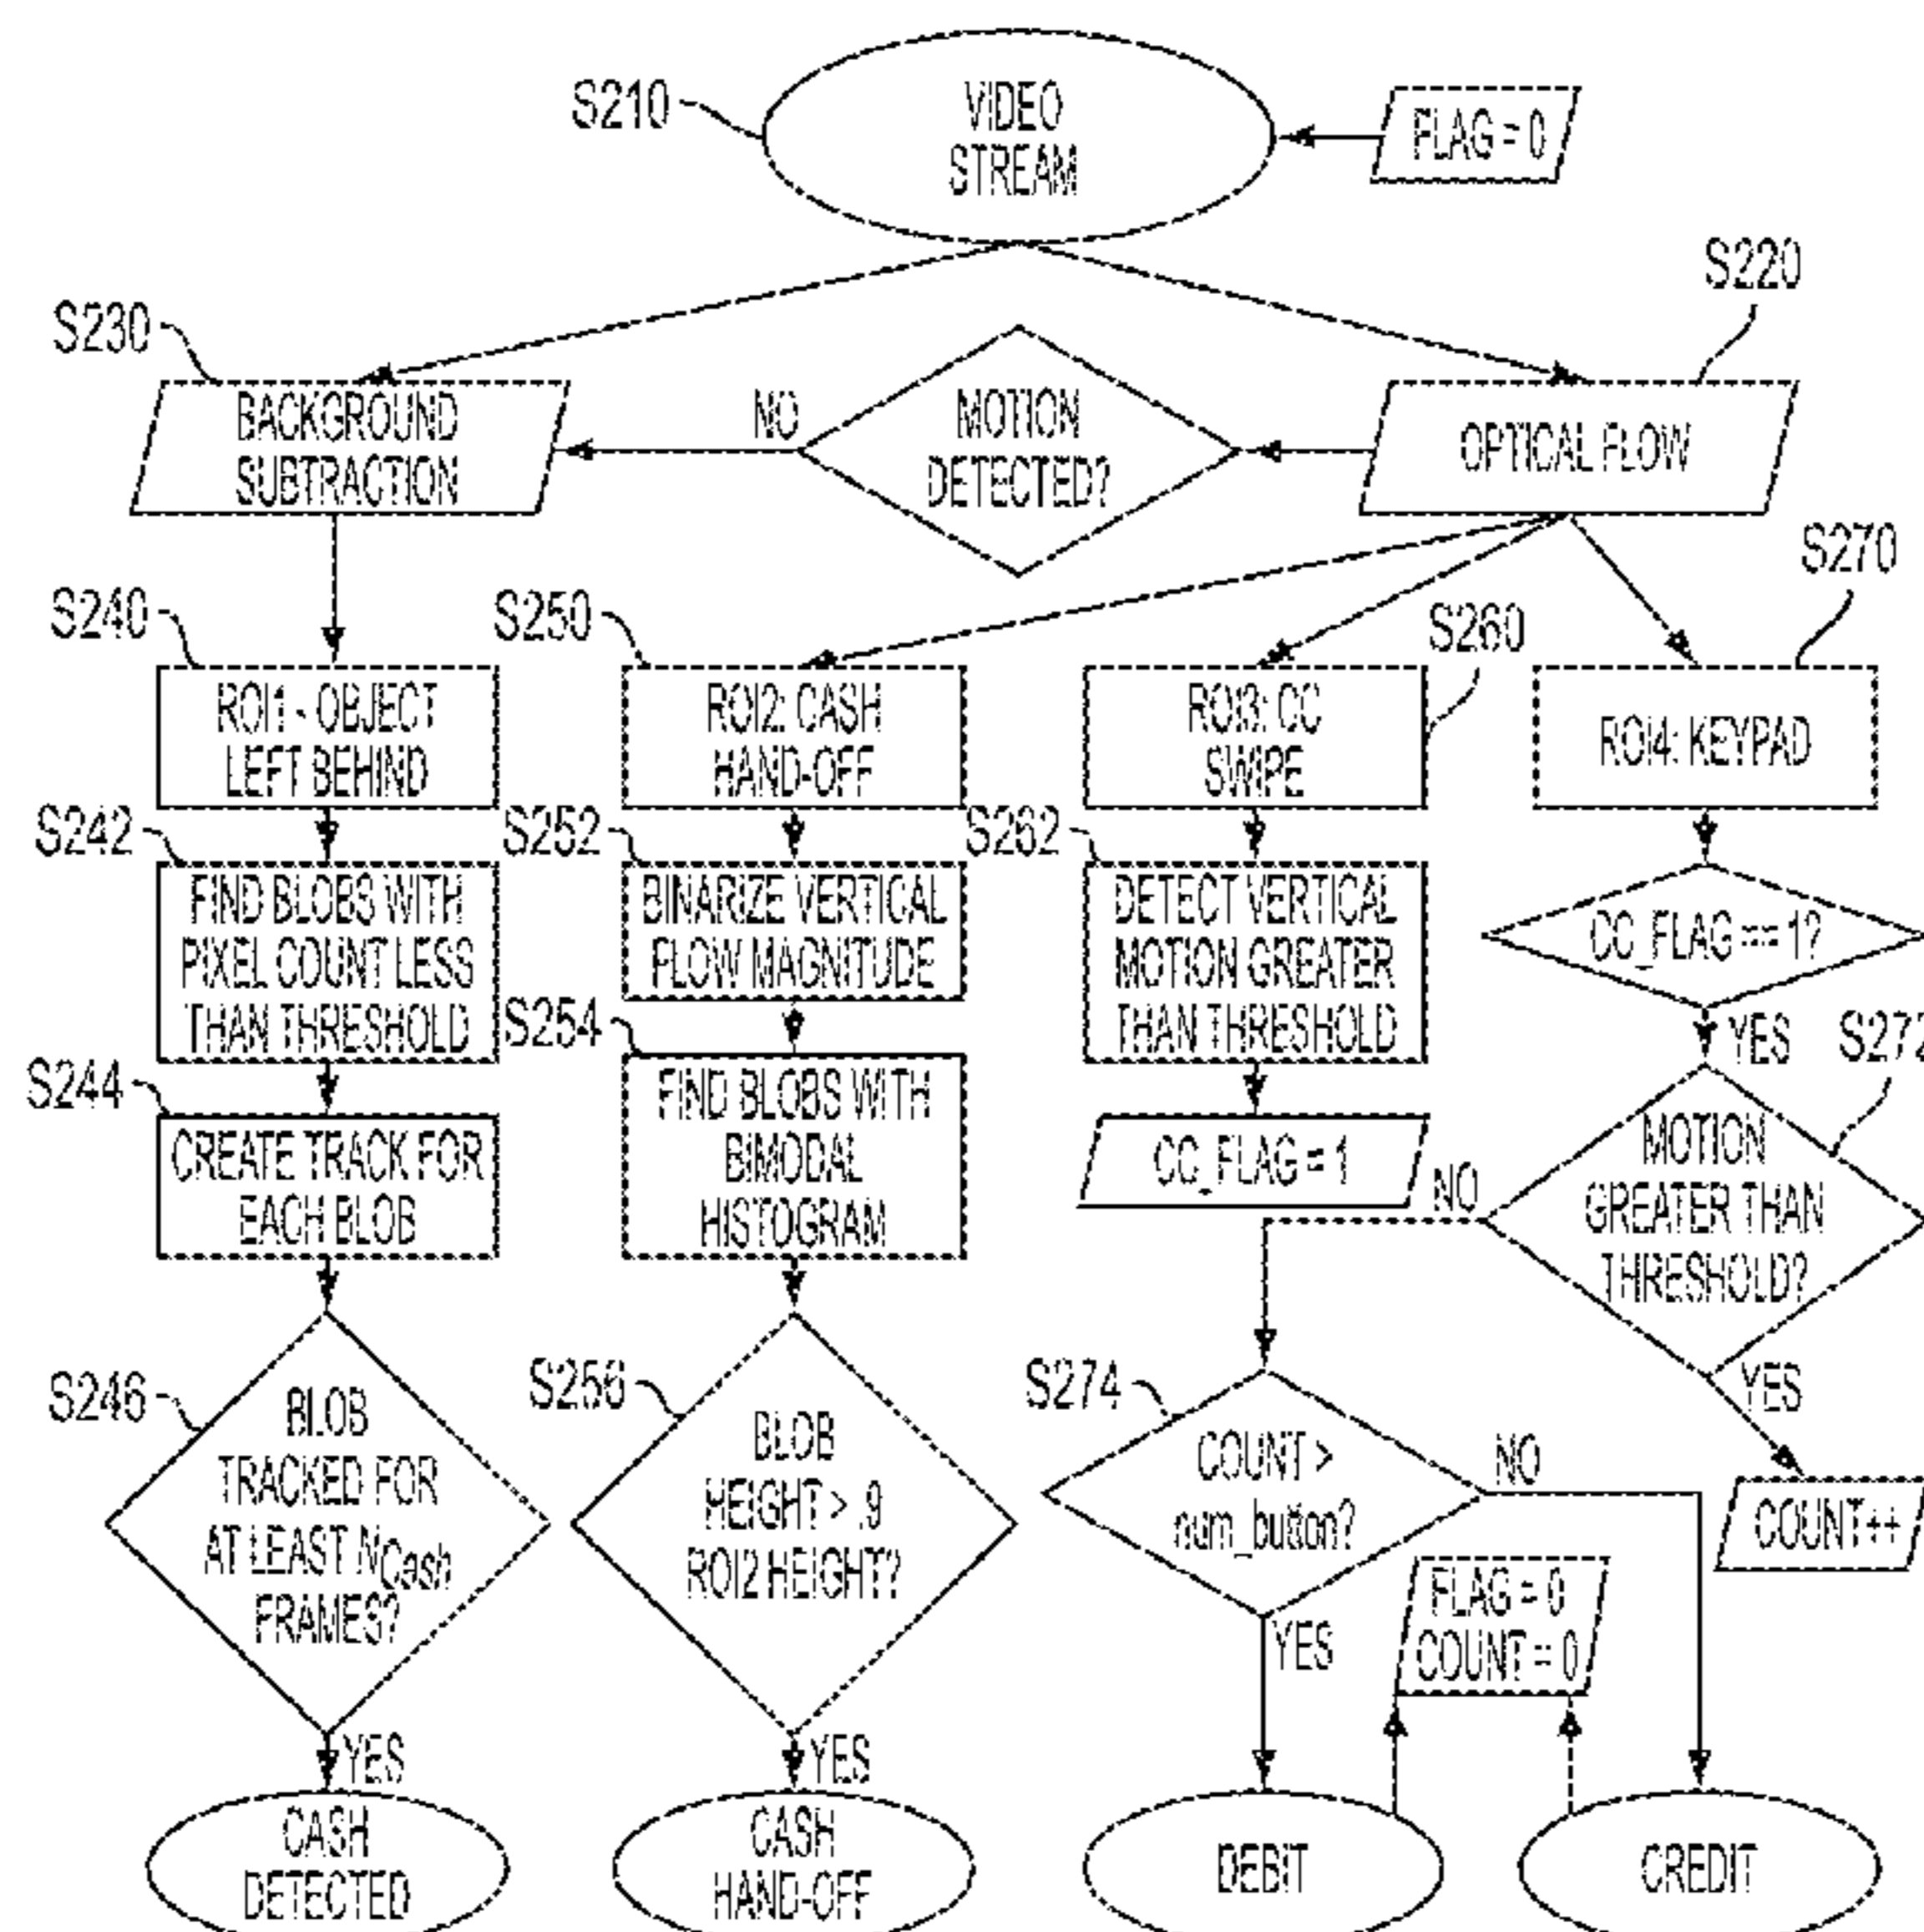 S210
VIDEO
STREAM
FLAG = 0
S220
S230
BACKGROUND
SUBTRACTION
NO
MOTION
DETECTED?
OPTICAL FLOW
S270
S240
S250
S260
ROI1 - OBJECT
LEFT BEHIND
ROI2: CASH
HAND-OFF
ROI3: CC
SWIPE
ROI4: KEYPAD
S242
S252
S262
FIND BLOBS WITH
PIXEL COUNT LESS
THAN THRESHOLD
BINARIZE VERTICAL
FLOW MAGNITUDE
DETECT VERTICAL
MOTION GREATER
THAN THRESHOLD
CC_FLAG == 1?
YES
S272
S244
S254
CREATE TRACK FOR
EACH BLOB
FIND BLOBS WITH
BIMODAL
HISTOGRAM
CC_FLAG = 1
NO
MOTION
GREATER THAN
THRESHOLD?
YES
S246
BLOB
TRACKED FOR
AT LEAST NCash
FRAMES?
S256
BLOB
HEIGHT > .9
ROI2 HEIGHT?
S274
COUNT >
num_button?
NO
COUNT++
YES
FLAG = 0
COUNT = 0
YES
YES
CASH
DETECTED
CASH
HAND-OFF
DEBIT
CREDIT